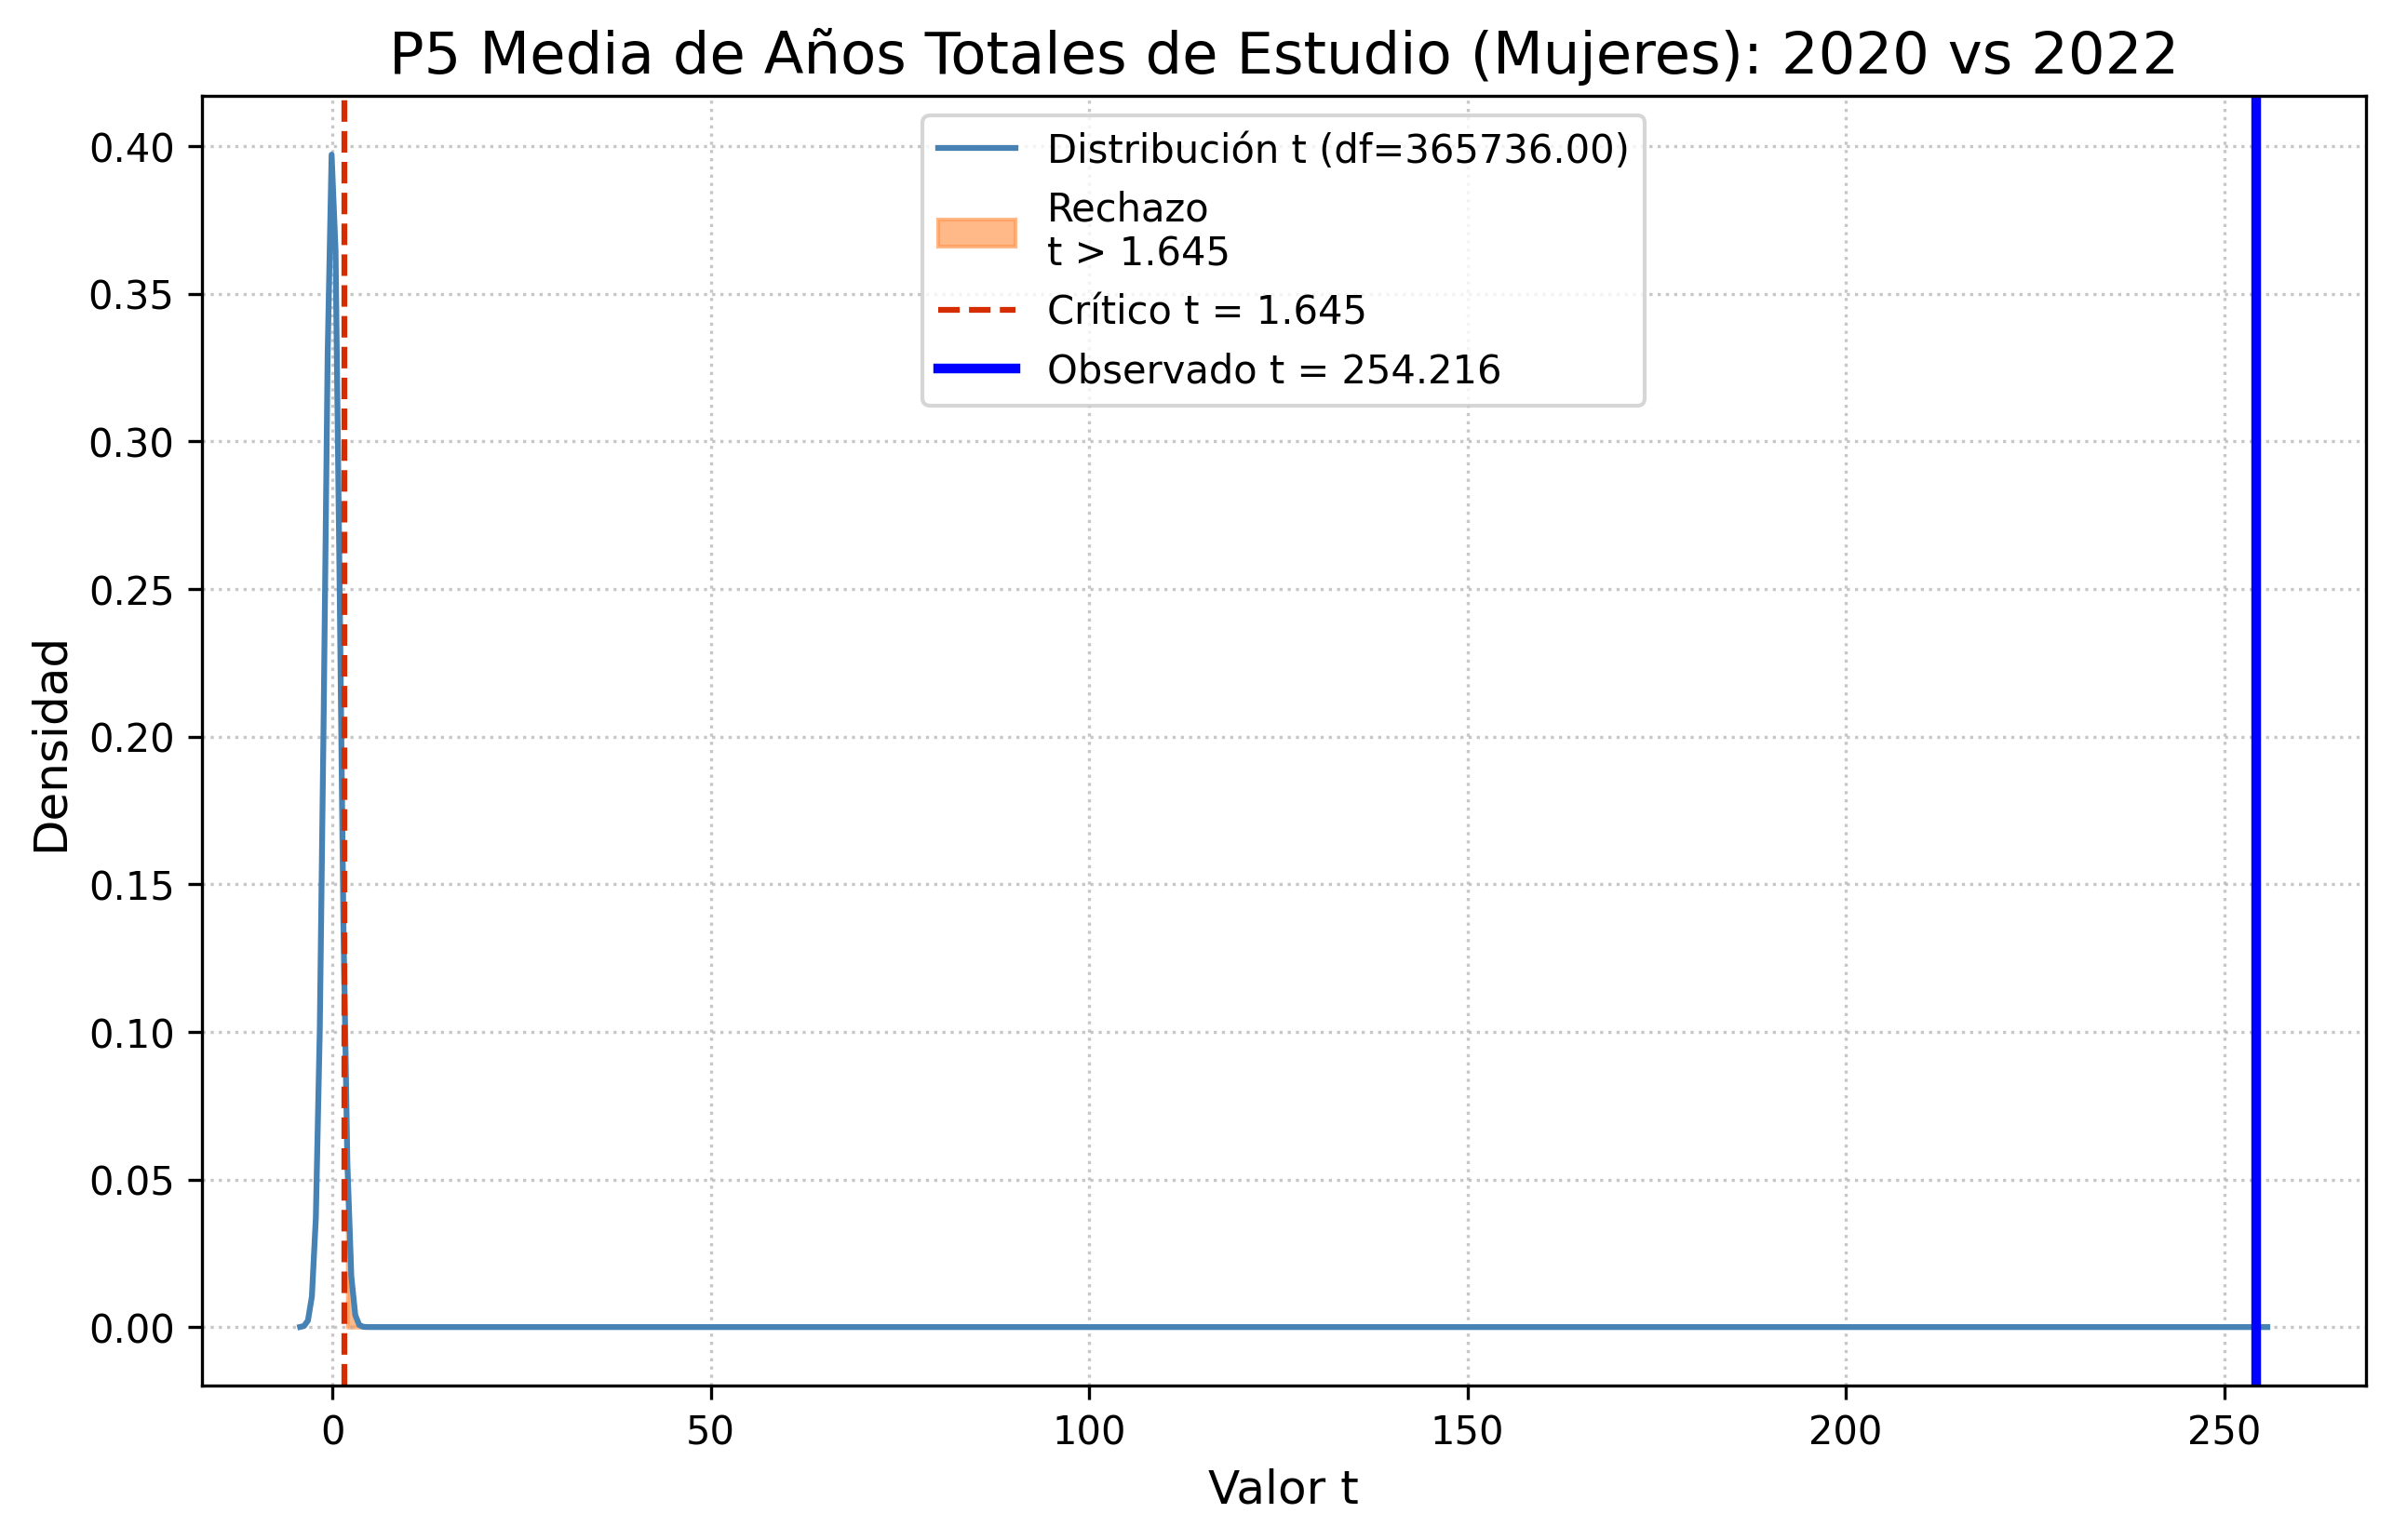 P5 Media de Años Totales de Estudio (Mujeres): 2020 vs 2022
Distribución t (df=365736.00)
Rechazo
t > 1.645
Crítico t = 1.645
Observado t = 254.216
Densidad
0.40
0.35
0.30
0.25
0.20
0.15
0.10
0.05
0.00
0
50
100
150
200
250
Valor t